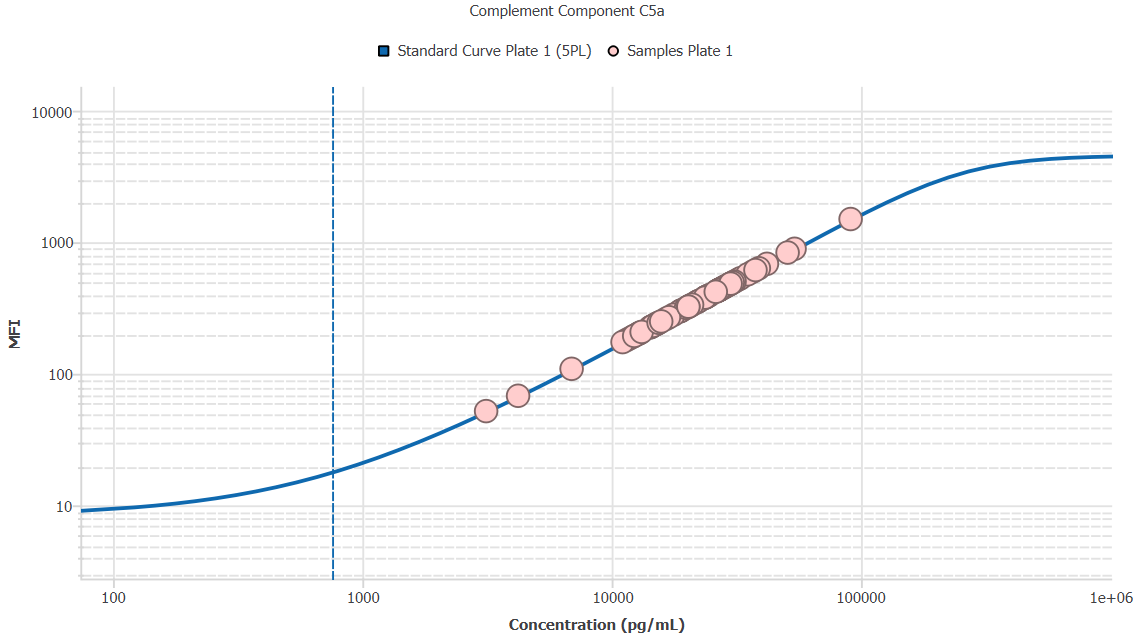 Complement Component C5a
Standard Curve Plate 1 (5PL) Samples Plate 1
10000
1000
100
10
MFI
100 1000 10000 100000 1e+06
Concentration (pg/mL)